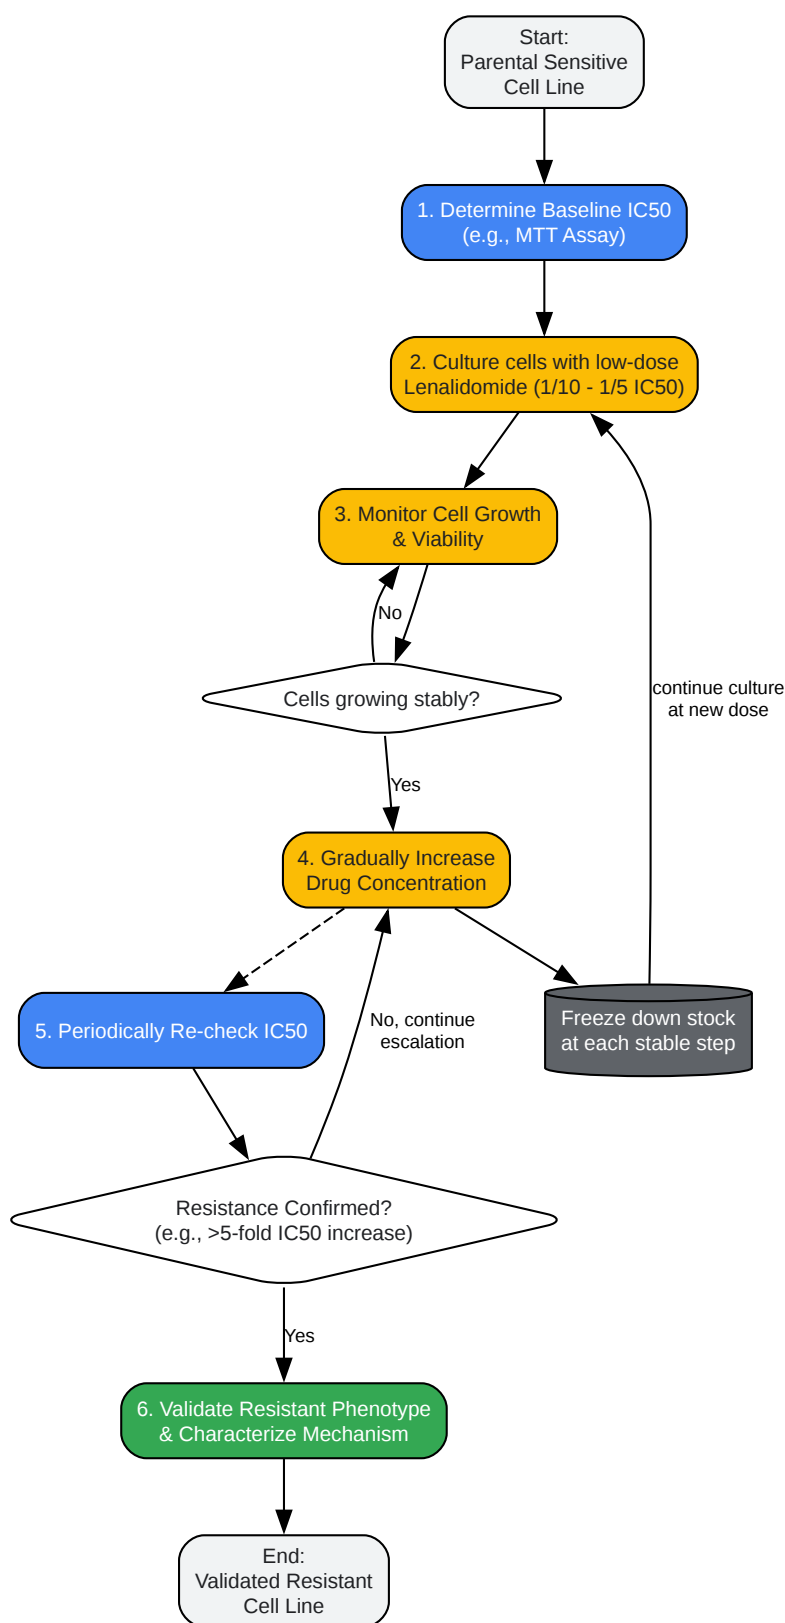 Start:
Parental Sensitive
Cell Line
1. Determine Baseline IC50
(e.g., MTT Assay)
2. Culture cells with low-dose
Lenalidomide (1/10 - 1/5 IC50)
3. Monitor Cell Growth
& Viability
No
Cells growing stably?
continue culture
at new dose
Yes
4. Gradually Increase
Drug Concentration
5. Periodically Re-check IC50
No, continue
escalation
Freeze down stock
at each stable step
Resistance Confirmed?
(e.g., >5-fold IC50 increase)
Yes
6. Validate Resistant Phenotype
& Characterize Mechanism
End:
Validated Resistant
Cell Line